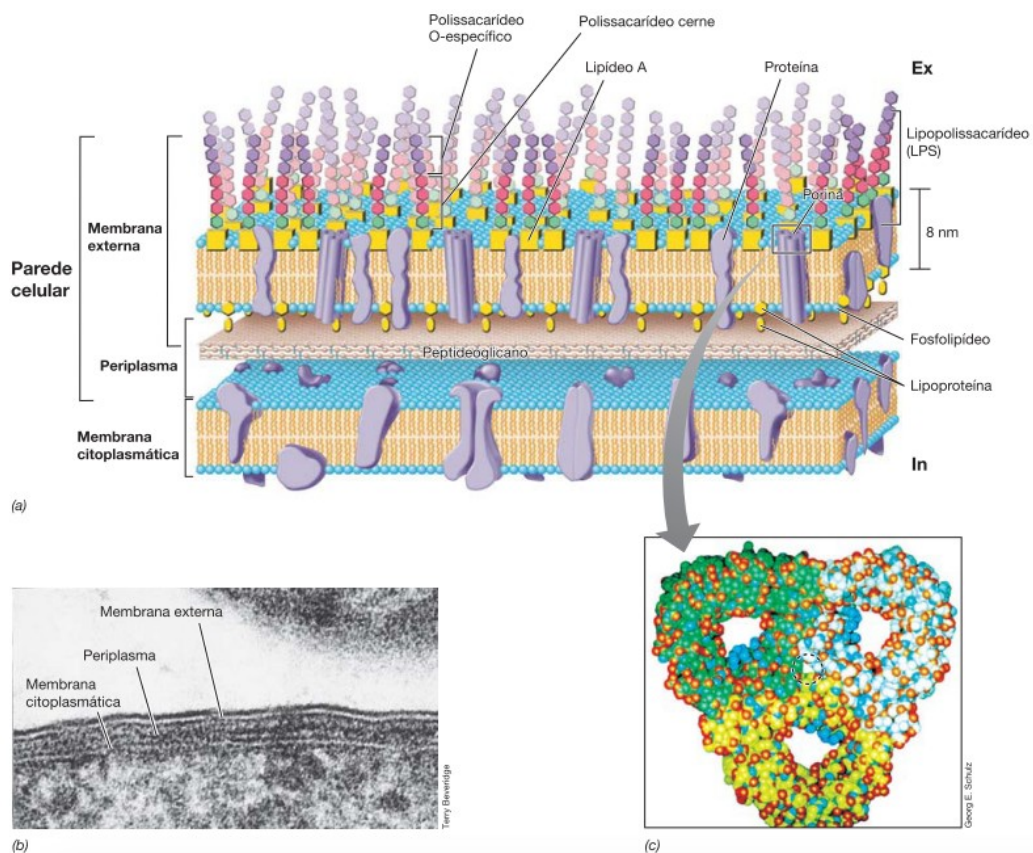 Polissacarídeo
O-específico
Polissacarídeo cerne
Lipídeo A
Proteína
Ex
Lipopolissacarídeo
(LPS)
Porina
8 nm
Membrana
externa
Parede
celular
Periplasma
Peptideoglicano
Fosfolipídeo
Lipoproteína
Membrana
citoplasmática
In
(a)
Membrana externa
Periplasma
Membrana
citoplasmática
Terry Beveridge
(b)
Georg E. Schulz
(c)